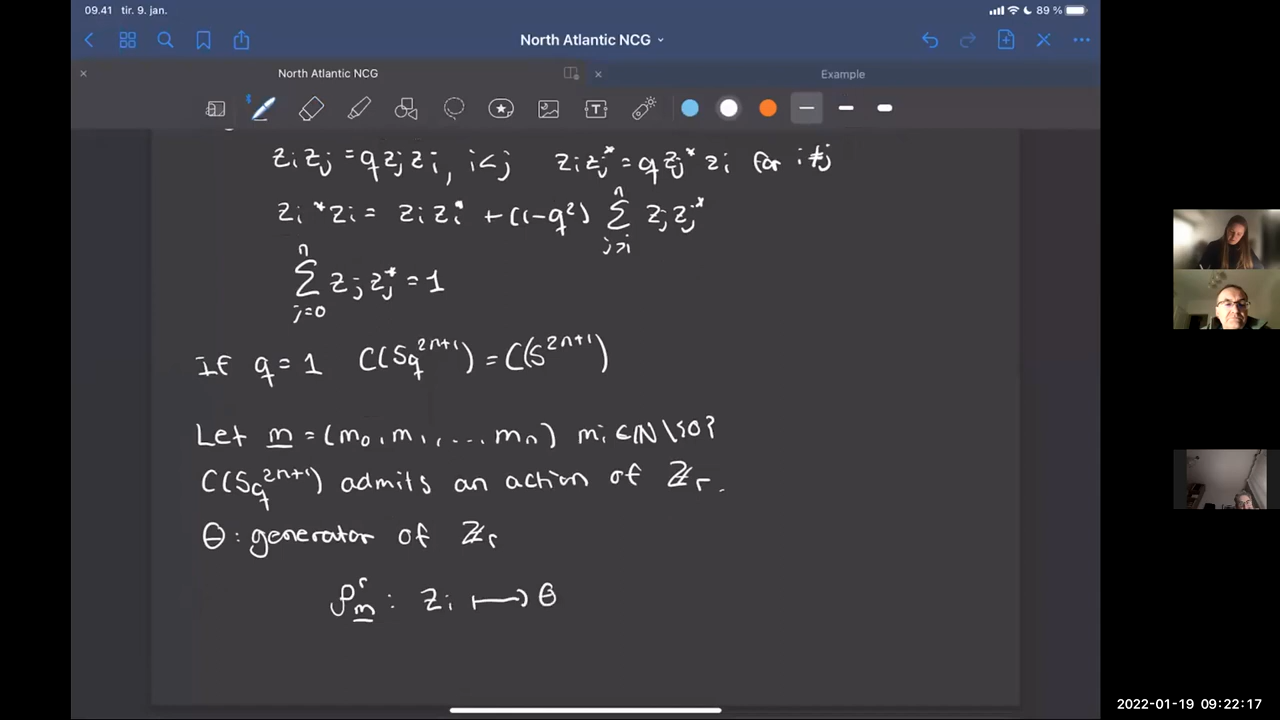 09.41 tir. 9. jan. 89 %
North Atlantic NCG
North Atlantic NCG Example
z_i z_j = q z_j z_i, i < j z_i z_j^* = q z_j^* z_i for i ≠ j
z_i^* z_i = z_i z_i^* + (1-q^2) \sum_{j>i}^{n} z_j z_j^*
\sum_{j=0}^{n} z_j z_j^* = 1
If q = 1 C(S_q^{2n+1}) = C(S^{2n+1})
Let m = (m_0, m_1, ..., m_n) m_i ∈ ℕ \ {0}
C(S_q^{2n+1}) admits an action of ℤ_r.
θ: generator of ℤ_r
ρ_m^r : z_i ⟼ θ
2022-01-19 09:22:17